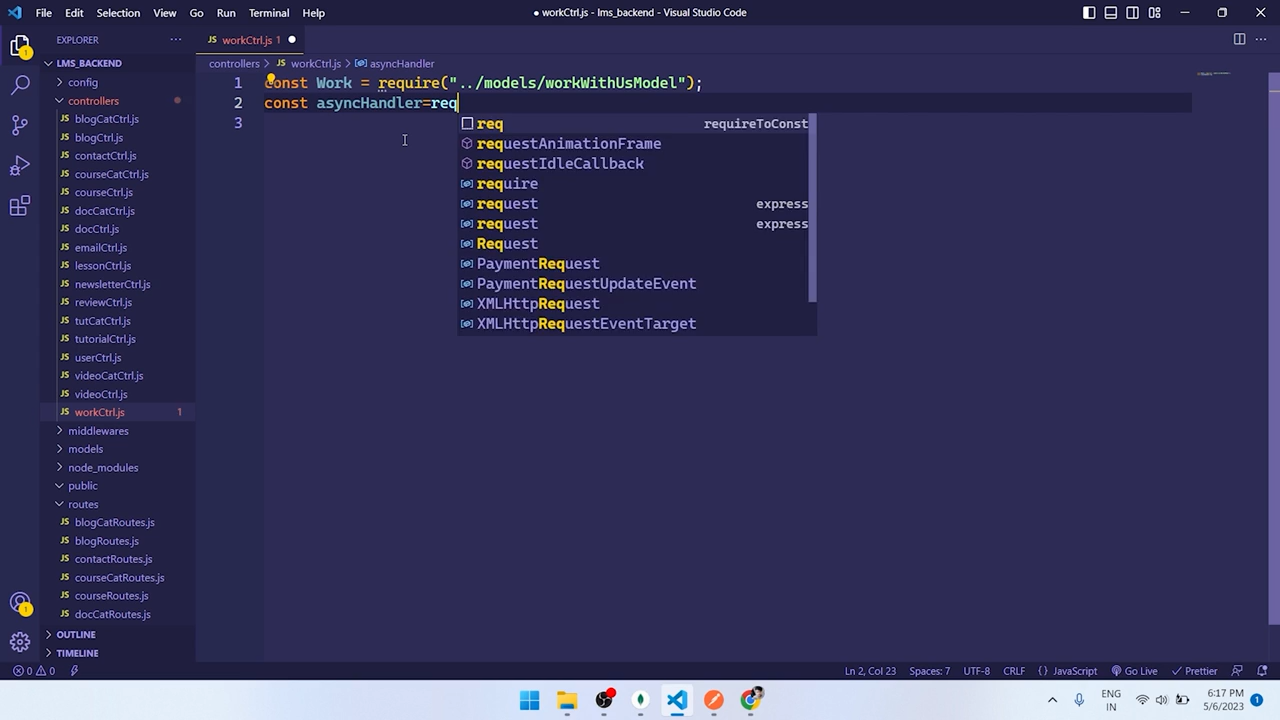 File Edit Selection View Go Run Terminal Help
● workCtrl.js - lms_backend - Visual Studio Code
EXPLORER
LMS_BACKEND
config
controllers
blogCatCtrl.js
blogCtrl.js
contactCtrl.js
courseCatCtrl.js
courseCtrl.js
docCatCtrl.js
docCtrl.js
emailCtrl.js
lessonCtrl.js
newsletterCtrl.js
reviewCtrl.js
tutCatCtrl.js
tutorialCtrl.js
userCtrl.js
videoCatCtrl.js
videoCtrl.js
workCtrl.js 1
middlewares
models
node_modules
public
routes
blogCatRoutes.js
blogRoutes.js
contactRoutes.js
courseCatRoutes.js
courseRoutes.js
docCatRoutes.js
OUTLINE
TIMELINE
workCtrl.js 1 ●
controllers > workCtrl.js > asyncHandler
1 const Work = require("../models/workWithUsModel");
2 const asyncHandler=req
3
req requireToConst
requestAnimationFrame
requestIdleCallback
require
request express
request express
Request
PaymentRequest
PaymentRequestUpdateEvent
XMLHttpRequest
XMLHttpRequestEventTarget
0 0 Ln 2, Col 23 Spaces: 7 UTF-8 CRLF {} JavaScript Go Live Prettier
ENG
IN
6:17 PM
5/6/2023
1